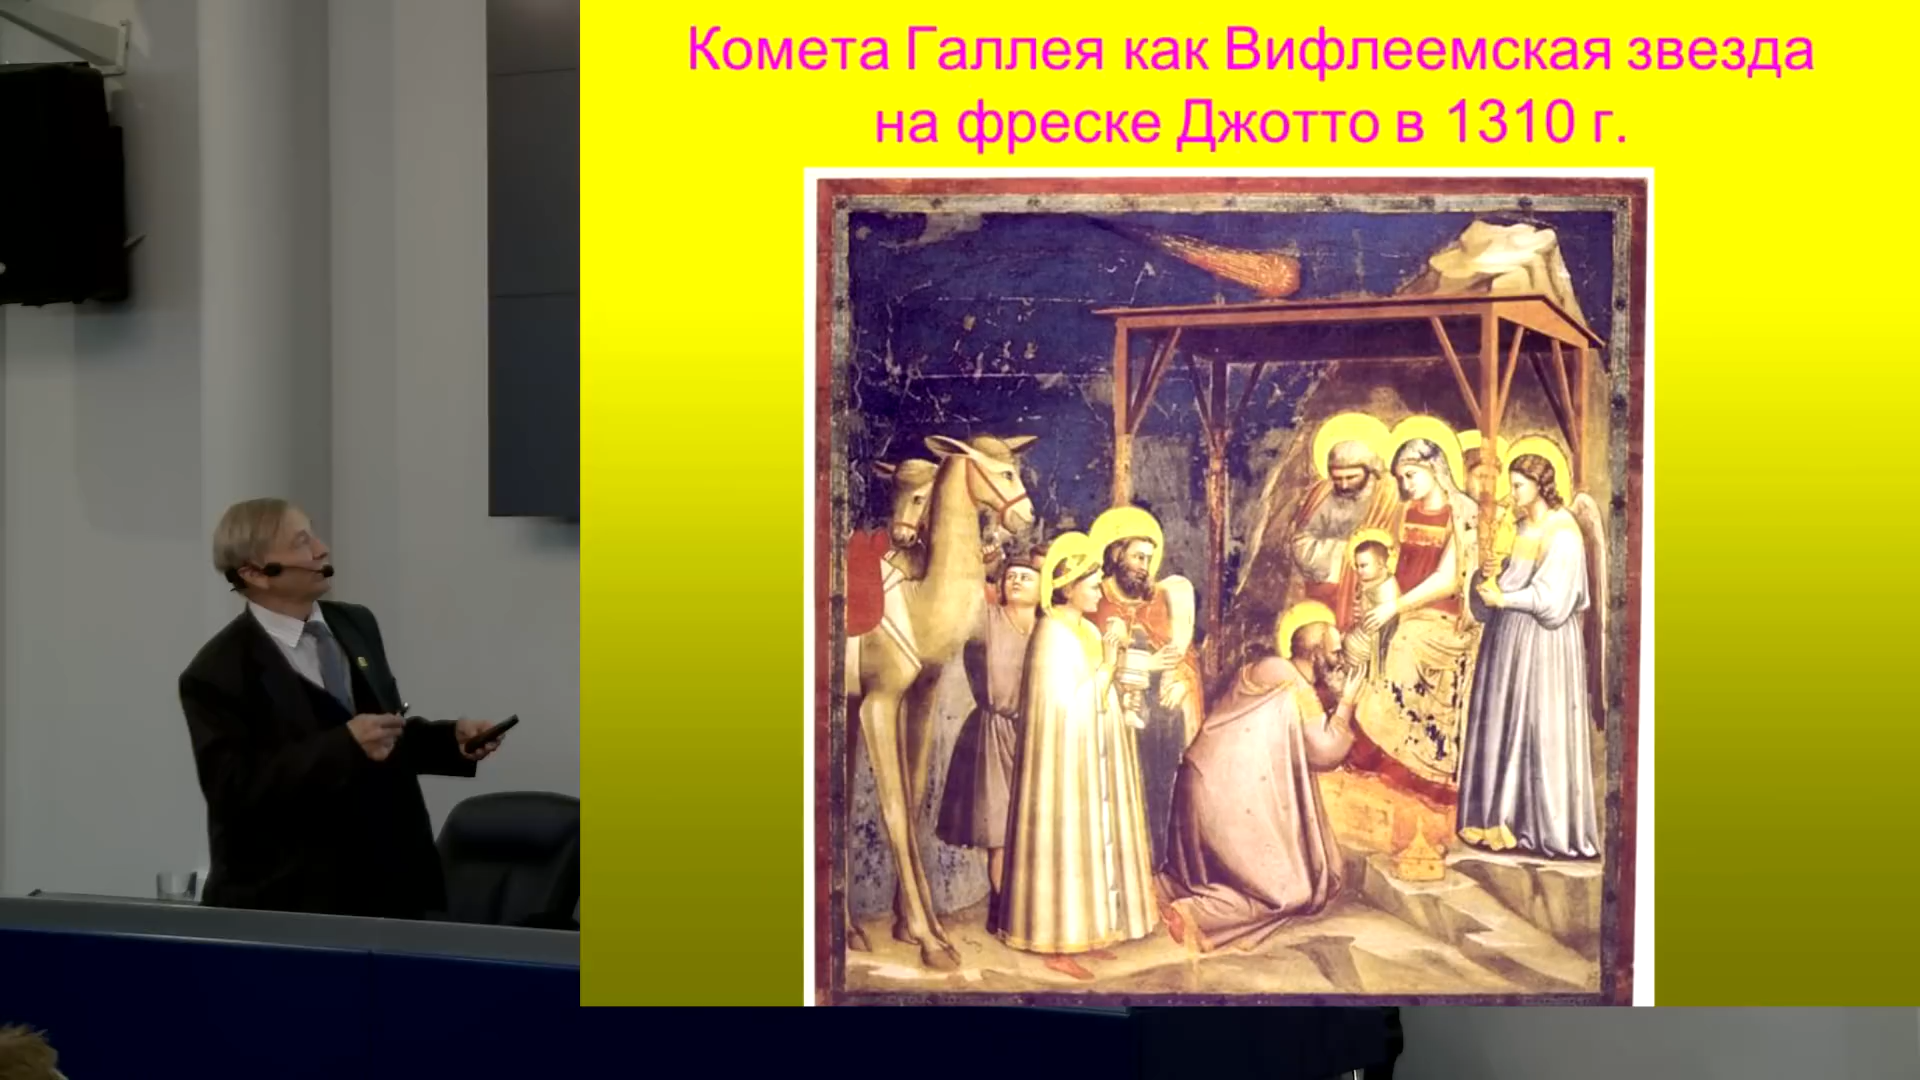 Комета Галлея как Вифлеемская звезда
на фреске Джотто в 1310 г.